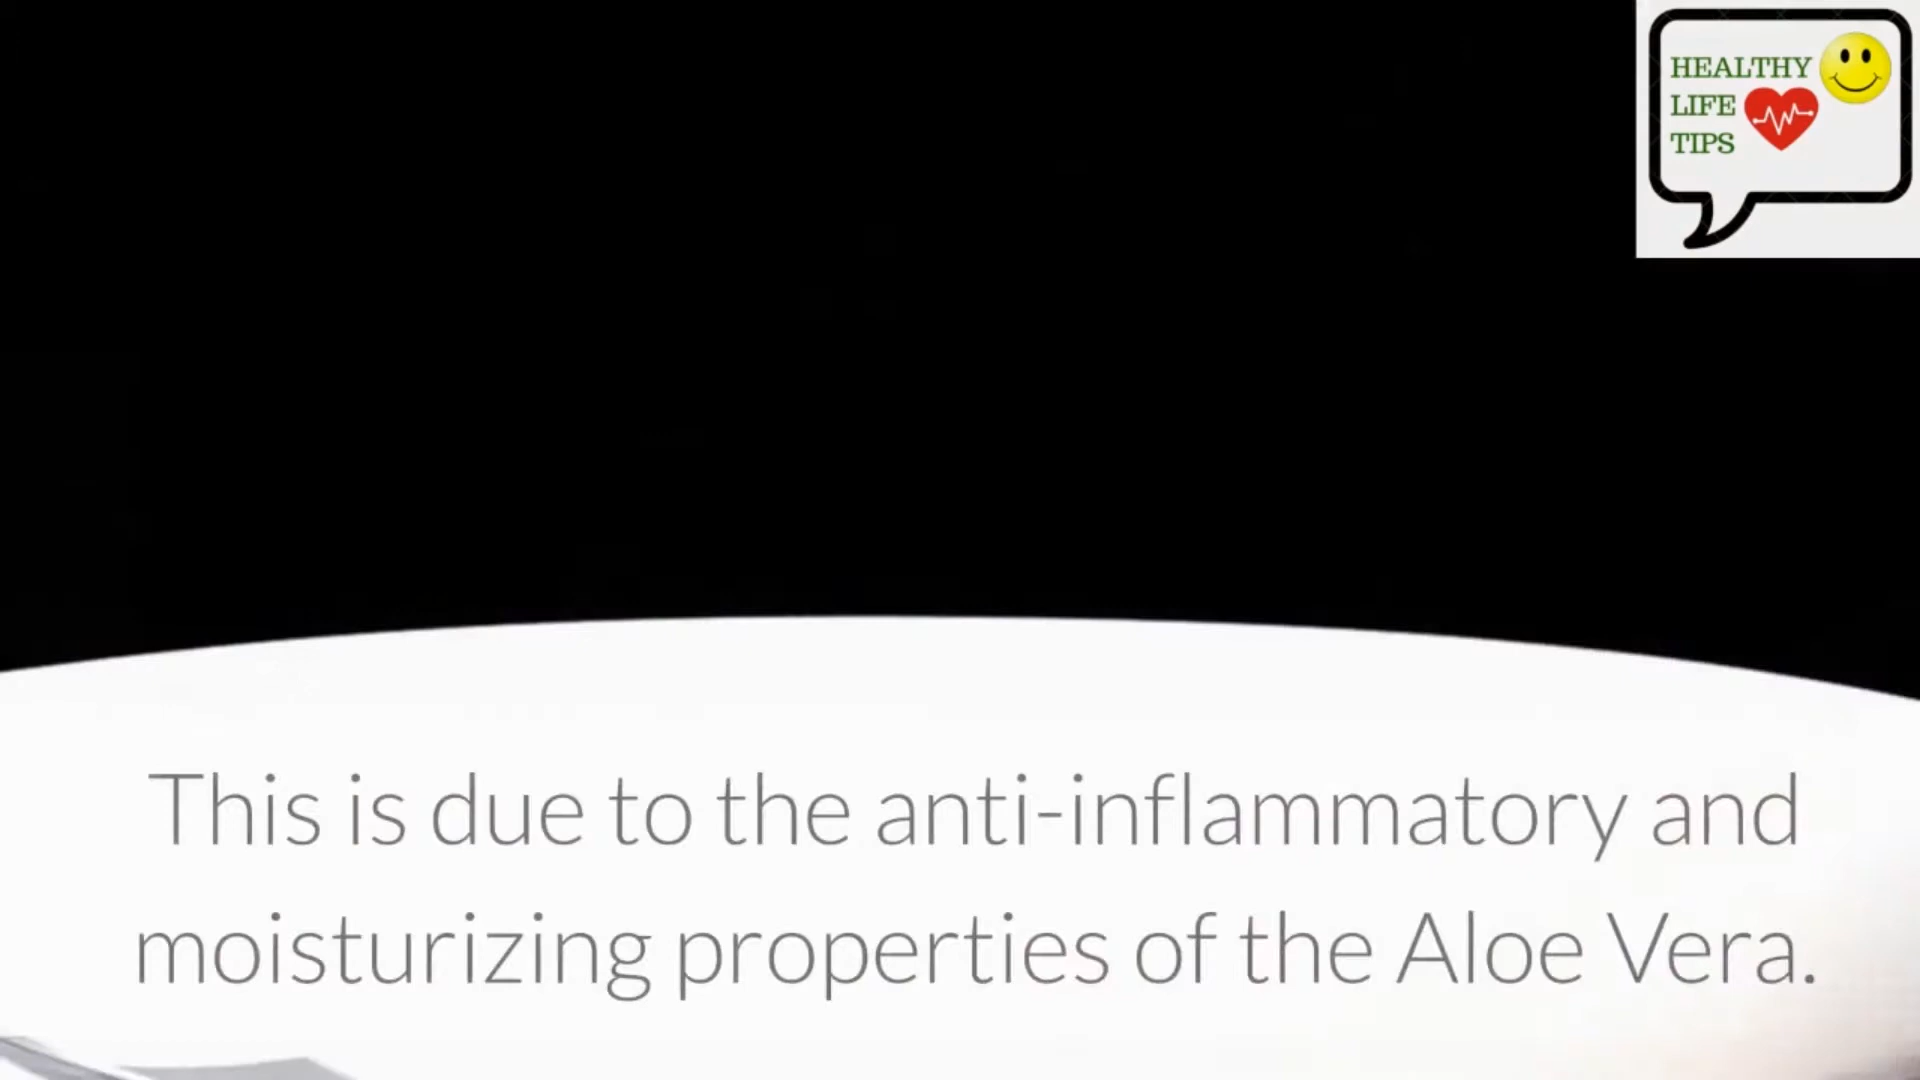 HEALTHY
LIFE
TIPS
This is due to the anti-inflammatory and
moisturizing properties of the Aloe Vera.